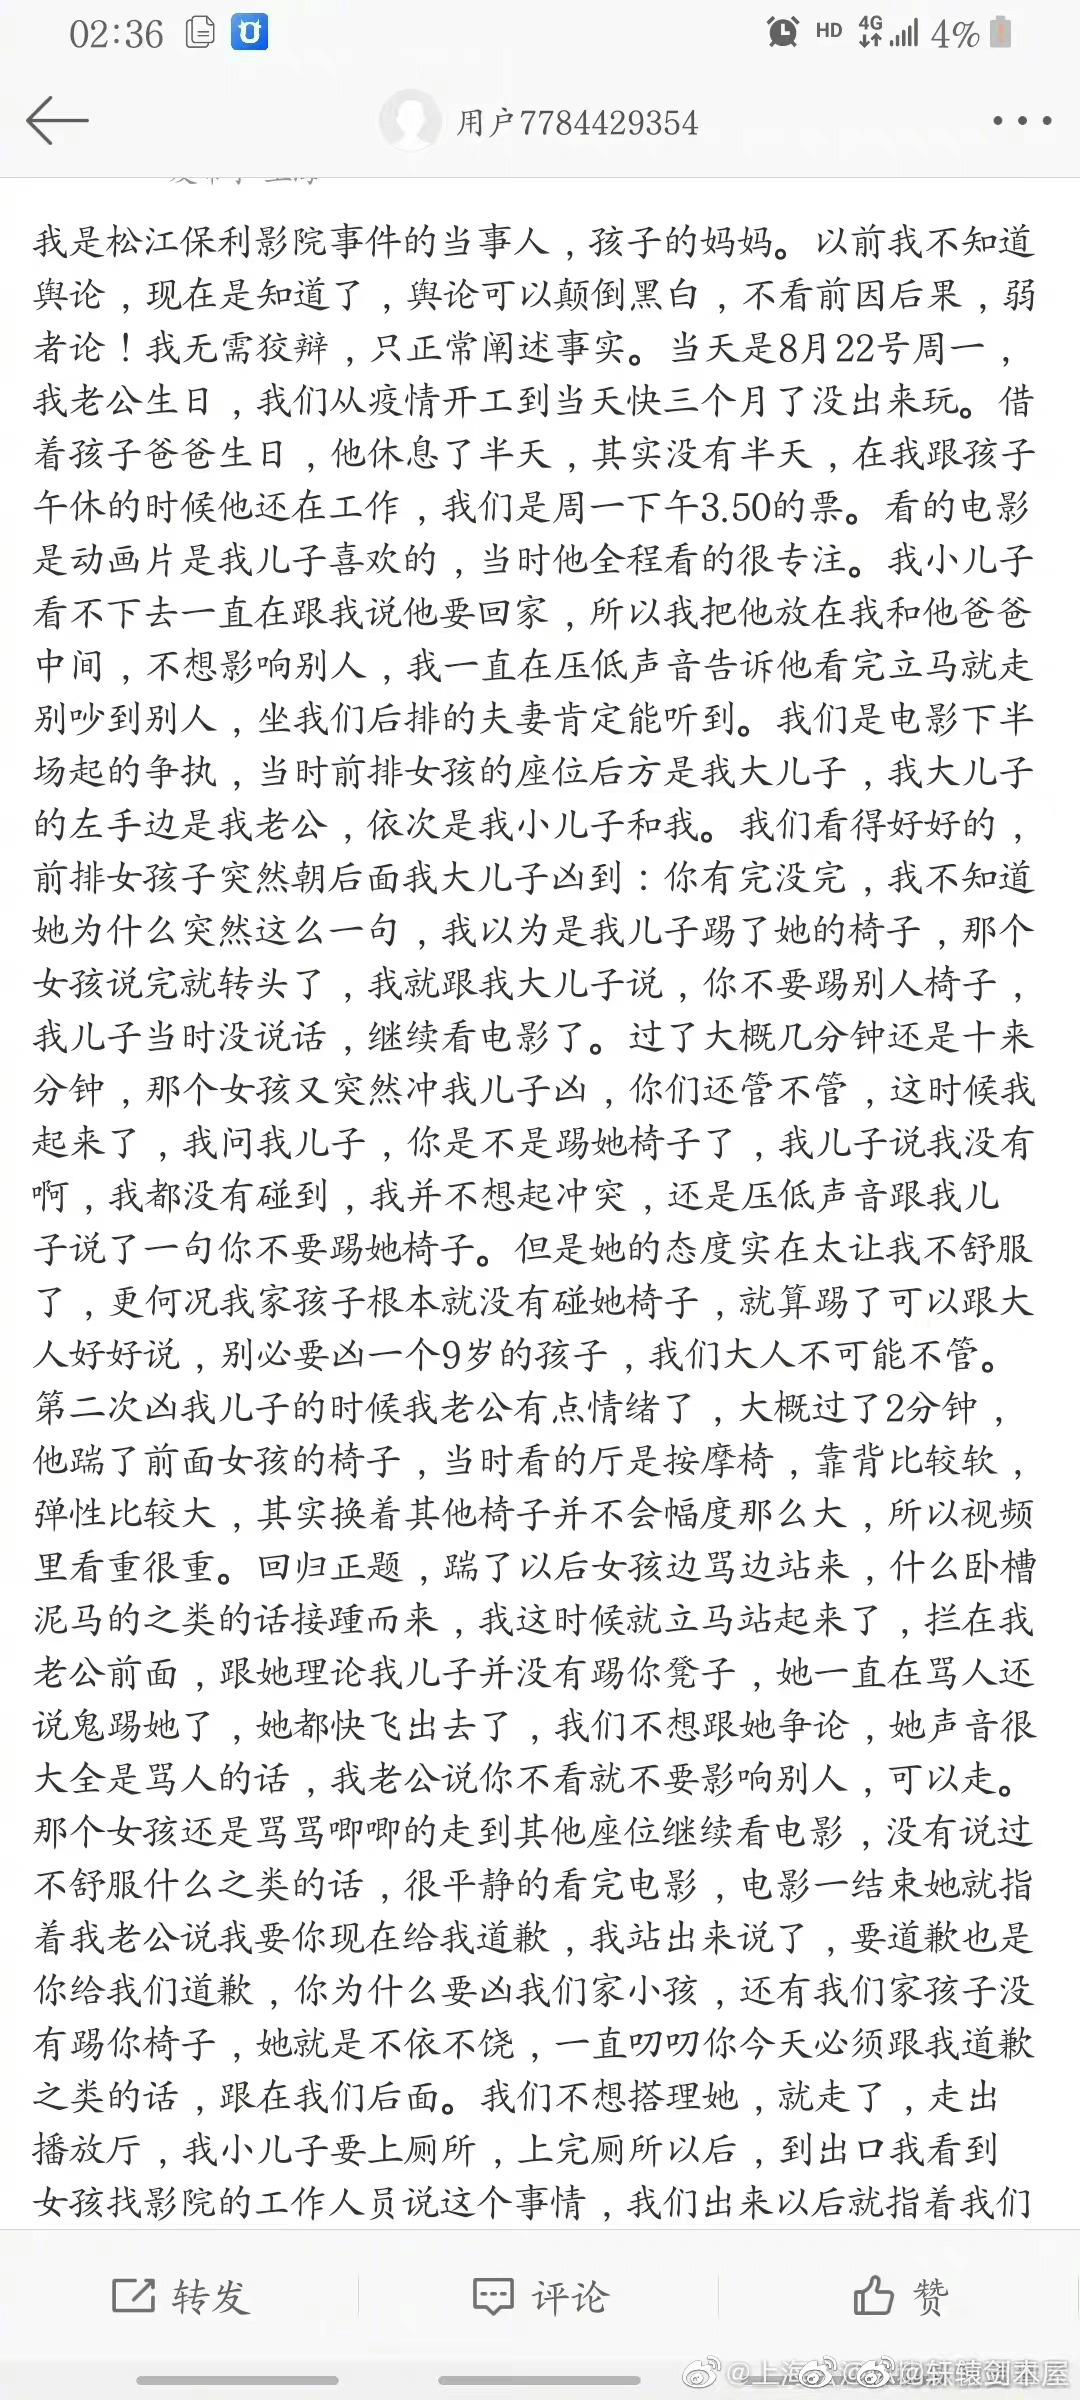 02:36
HD 4G 4%
用户7784429354
我是松江保利影院事件的当事人，孩子的妈妈。以前我不知道
舆论，现在是知道了，舆论可以颠倒黑白，不看前因后果，弱
者论！我无需狡辩，只正常阐述事实。当天是8月22号周一，
我老公生日，我们从疫情开工到当天快三个月了没出来玩。借
着孩子爸爸生日，他休息了半天，其实没有半天，在我跟孩子
午休的时候他还在工作，我们是周一下午3.50的票。看的电影
是动画片是我儿子喜欢的，当时他全程看的很专注。我小儿子
看不下去一直在跟我说他要回家，所以我把他放在我和他爸爸
中间，不想影响别人，我一直在压低声音告诉他看完立马就走
别吵到别人，坐我们后排的夫妻肯定能听到。我们是电影下半
场起的争执，当时前排女孩的座位后方是我大儿子，我大儿子
的左手边是我老公，依次是我小儿子和我。我们看得好好的，
前排女孩子突然朝后面我大儿子凶到：你有完没完，我不知道
她为什么突然这么一句，我以为是我儿子踢了她的椅子，那个
女孩说完就转头了，我就跟我大儿子说，你不要踢别人椅子，
我儿子当时没说话，继续看电影了。过了大概几分钟还是十来
分钟，那个女孩又突然冲我儿子凶，你们还管不管，这时候我
起来了，我问我儿子，你是不是踢她椅子了，我儿子说我没有
啊，我都没有碰到，我并不想起冲突，还是压低声音跟我儿
子说了一句你不要踢她椅子。但是她的态度实在太让我不舒服
了，更何况我家孩子根本就没有碰她椅子，就算踢了可以跟大
人好好说，别必要凶一个9岁的孩子，我们大人不可能不管。
第二次凶我儿子的时候我老公有点情绪了，大概过了2分钟，
他踹了前面女孩的椅子，当时看的厅是按摩椅，靠背比较软，
弹性比较大，其实换着其他椅子并不会幅度那么大，所以视频
里看重很重。回归正题，踹了以后女孩边骂边站来，什么卧槽
泥马的之类的话接踵而来，我这时候就立马站起来了，拦在我
老公前面，跟她理论我儿子并没有踢你凳子，她一直在骂人还
说鬼踢她了，她都快飞出去了，我们不想跟她争论，她声音很
大全是骂人的话，我老公说你不看就不要影响别人，可以走。
那个女孩还是骂骂唧唧的走到其他座位继续看电影，没有说过
不舒服什么之类的话，很平静的看完电影，电影一结束她就指
着我老公说我要你现在给我道歉，我站出来说了，要道歉也是
你给我们道歉，你为什么要凶我们家小孩，还有我们家孩子没
有踢你椅子，她就是不依不饶，一直叨叨你今天必须跟我道歉
之类的话，跟在我们后面。我们不想搭理她，就走了，走出
播放厅，我小儿子要上厕所，上完厕所以后，到出口我看到
女孩找影院的工作人员说这个事情，我们出来以后就指着我们
转发
评论
赞
@上海 @轩辕剑书屋